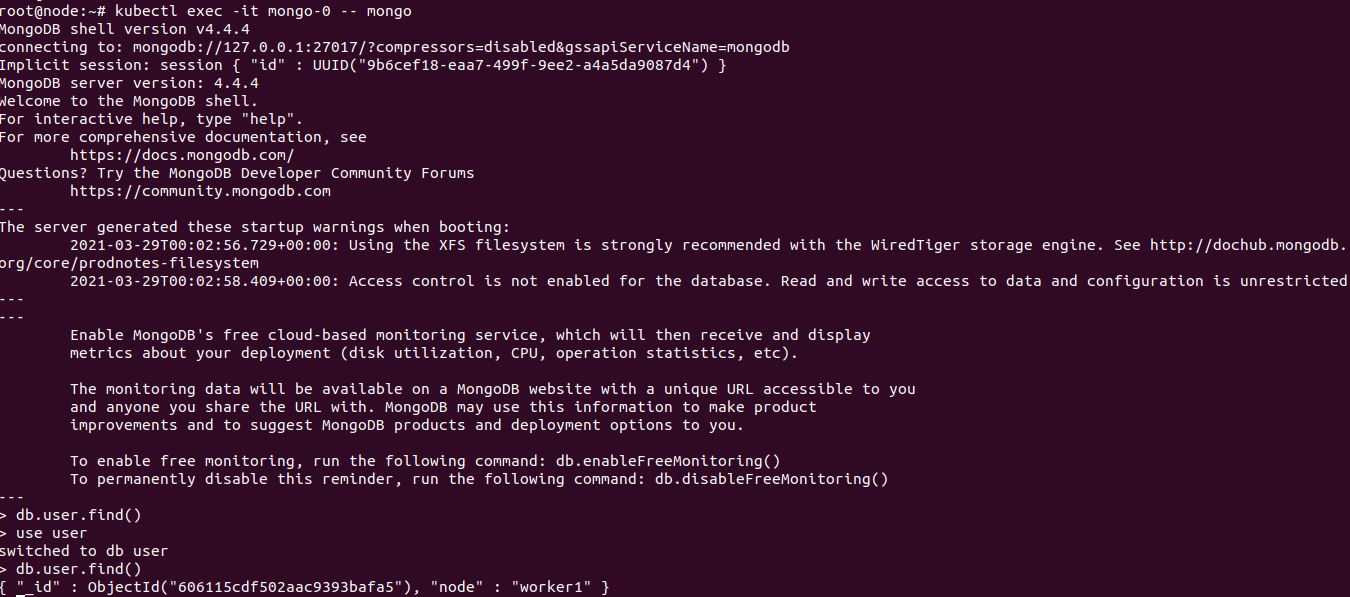 root@node:~# kubectl exec -it mongo-0 -- mongo
MongoDB shell version v4.4.4
connecting to: mongodb://127.0.0.1:27017/?compressors=disabled&gssapiServiceName=mongodb
Implicit session: session { "id" : UUID("9b6cef18-eaa7-499f-9ee2-a4a5da9087d4") }
MongoDB server version: 4.4.4
Welcome to the MongoDB shell.
For interactive help, type "help".
For more comprehensive documentation, see
https://docs.mongodb.com/
Questions? Try the MongoDB Developer Community Forums
https://community.mongodb.com
---
The server generated these startup warnings when booting:
2021-03-29T00:02:56.729+00:00: Using the XFS filesystem is strongly recommended with the WiredTiger storage engine. See http://dochub.mongodb.
org/core/prodnotes-filesystem
2021-03-29T00:02:58.409+00:00: Access control is not enabled for the database. Read and write access to data and configuration is unrestricted
---
---
Enable MongoDB's free cloud-based monitoring service, which will then receive and display
metrics about your deployment (disk utilization, CPU, operation statistics, etc).
The monitoring data will be available on a MongoDB website with a unique URL accessible to you
and anyone you share the URL with. MongoDB may use this information to make product
improvements and to suggest MongoDB products and deployment options to you.
To enable free monitoring, run the following command: db.enableFreeMonitoring()
To permanently disable this reminder, run the following command: db.disableFreeMonitoring()
---
> db.user.find()
> use user
switched to db user
> db.user.find()
{ "_id" : ObjectId("606115cdf502aac9393bafa5"), "node" : "worker1" }